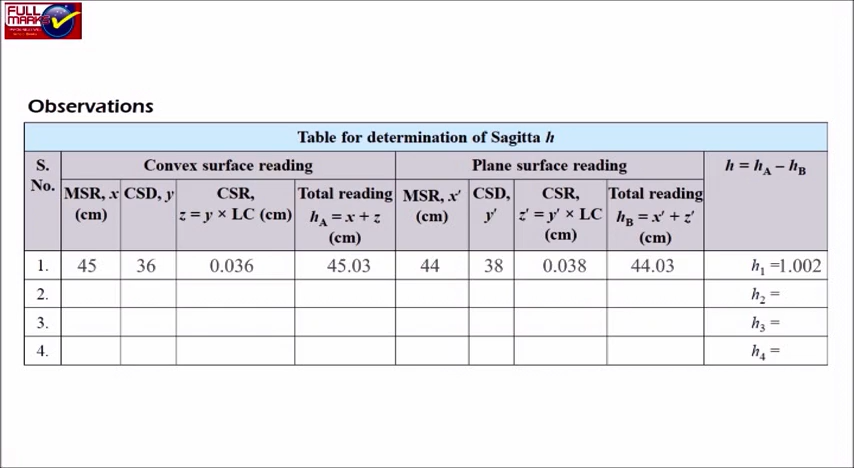 FULL
MARKS
Observations
Table for determination of Sagitta h
S. No. Convex surface reading Plane surface reading h = hA – hB
MSR, x (cm) CSD, y CSR, z = y × LC (cm) Total reading hA = x + z (cm) MSR, x′ (cm) CSD, y′ CSR, z′ = y′ × LC (cm) Total reading hB = x′ + z′ (cm)
1. 45 36 0.036 45.03 44 38 0.038 44.03 h1 =1.002
2. h2 =
3. h3 =
4. h4 =